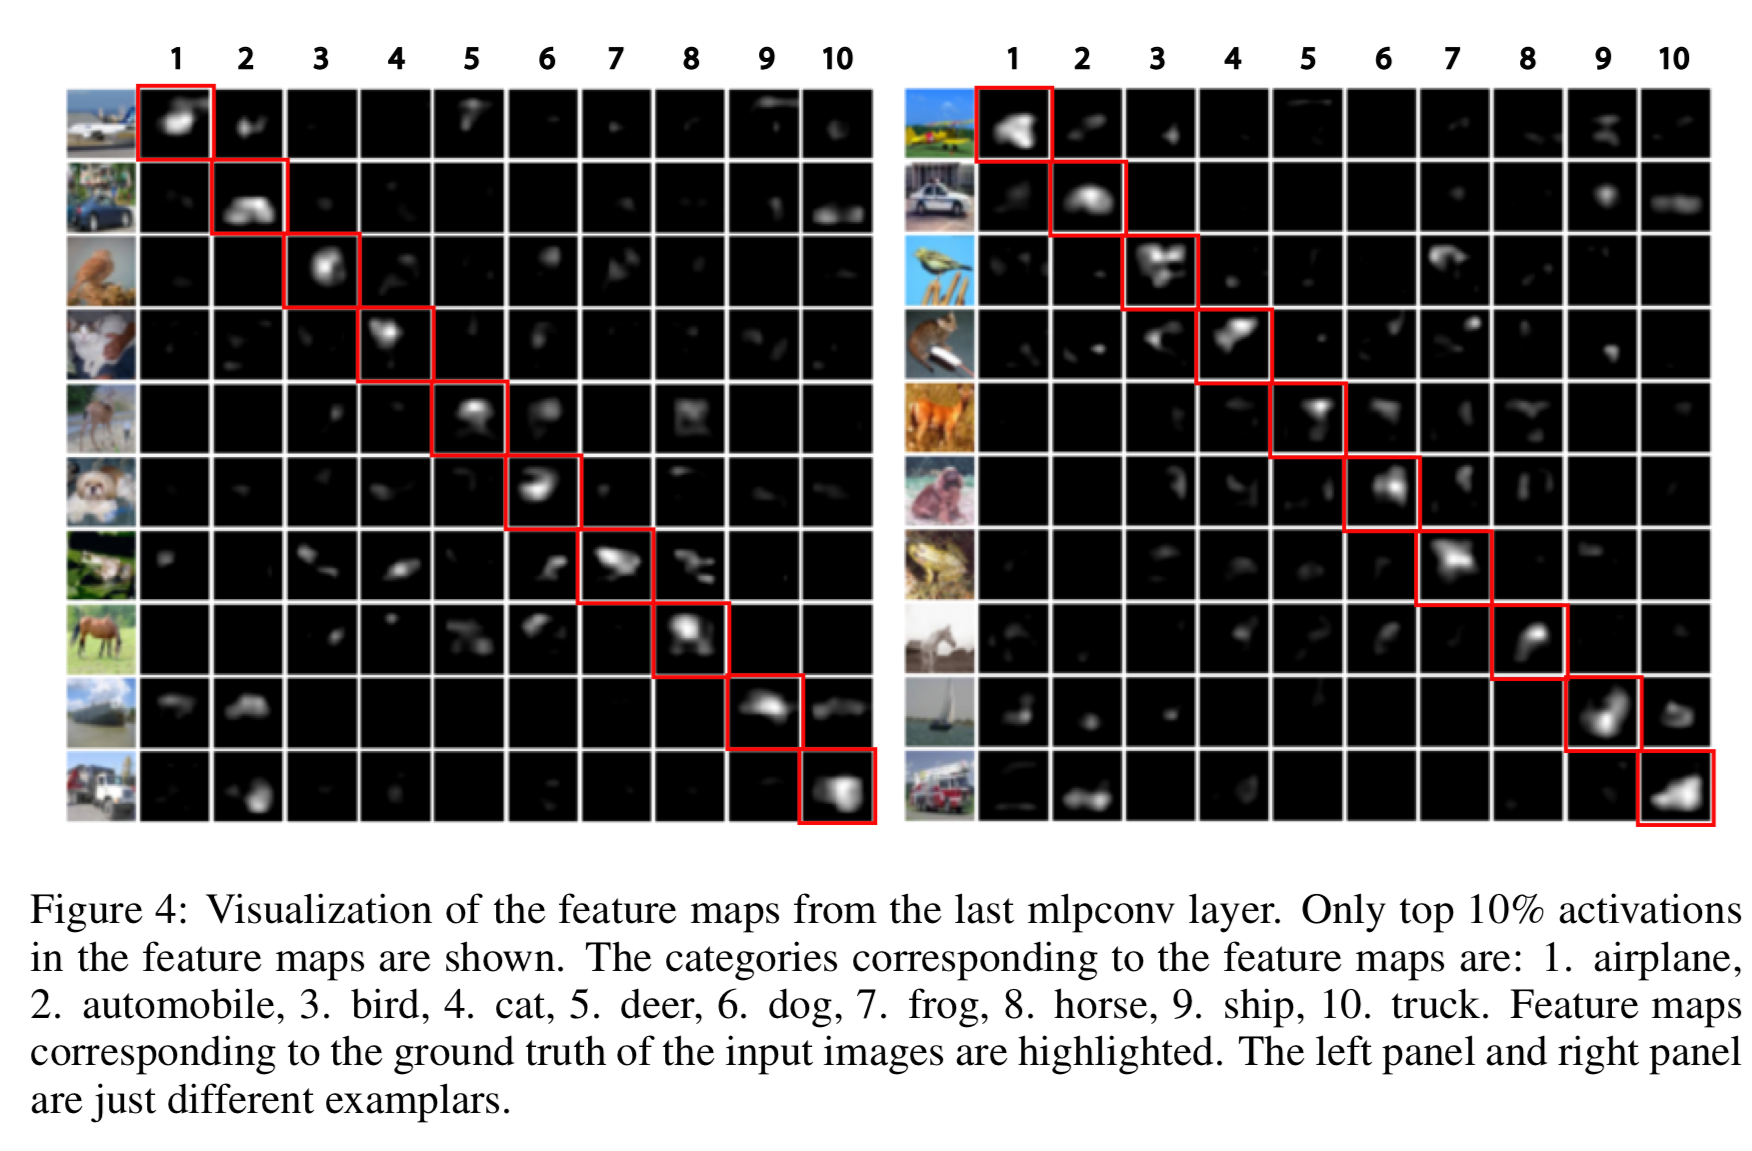 1 2 3 4 5 6 7 8 9 10 1 2 3 4 5 6 7 8 9 10
Figure 4: Visualization of the feature maps from the last mlpconv layer. Only top 10% activations
in the feature maps are shown. The categories corresponding to the feature maps are: 1. airplane,
2. automobile, 3. bird, 4. cat, 5. deer, 6. dog, 7. frog, 8. horse, 9. ship, 10. truck. Feature maps
corresponding to the ground truth of the input images are highlighted. The left panel and right panel
are just different examplars.